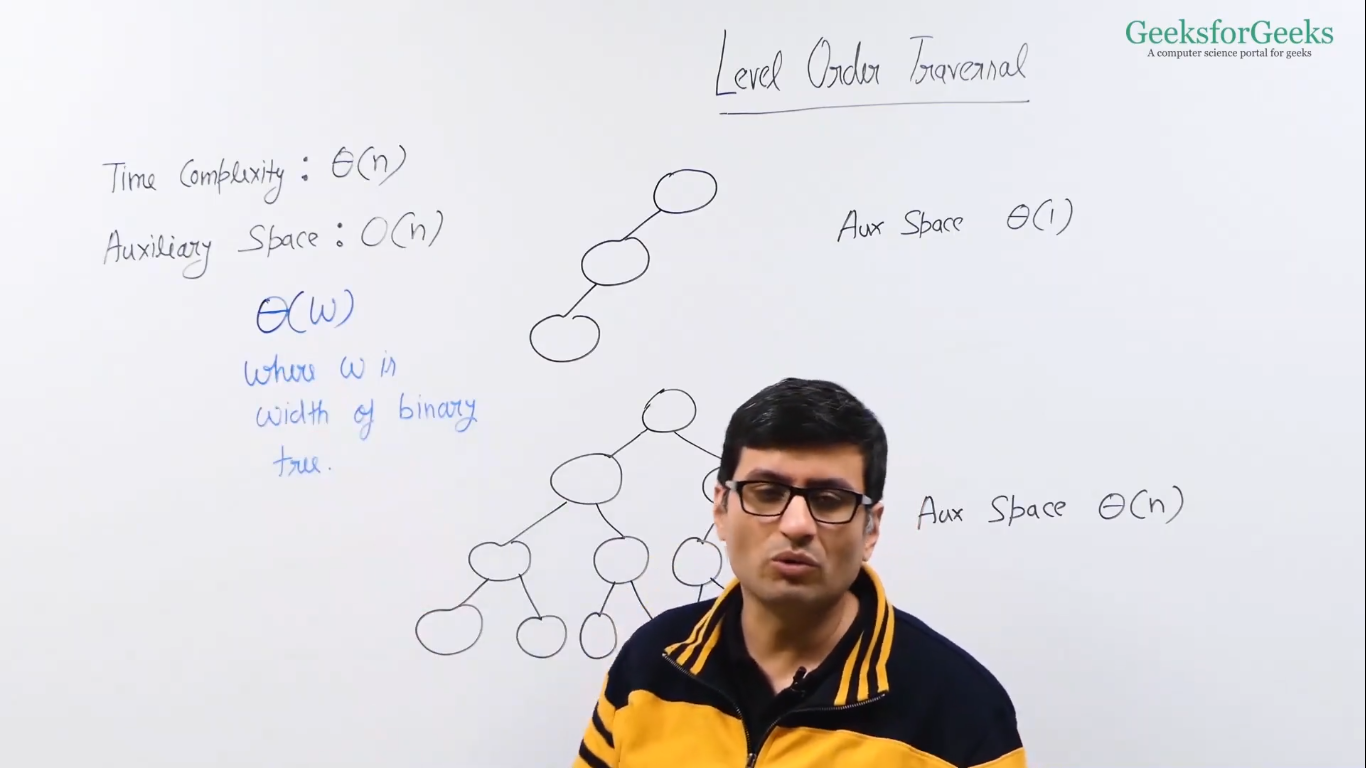 GeeksforGeeks
A computer science portal for geeks
Level Order Traversal
Time Complexity : θ(n)
Auxiliary Space : O(n)
θ(w)
where w is
width of binary
tree.
Aux Space θ(1)
Aux Space θ(n)